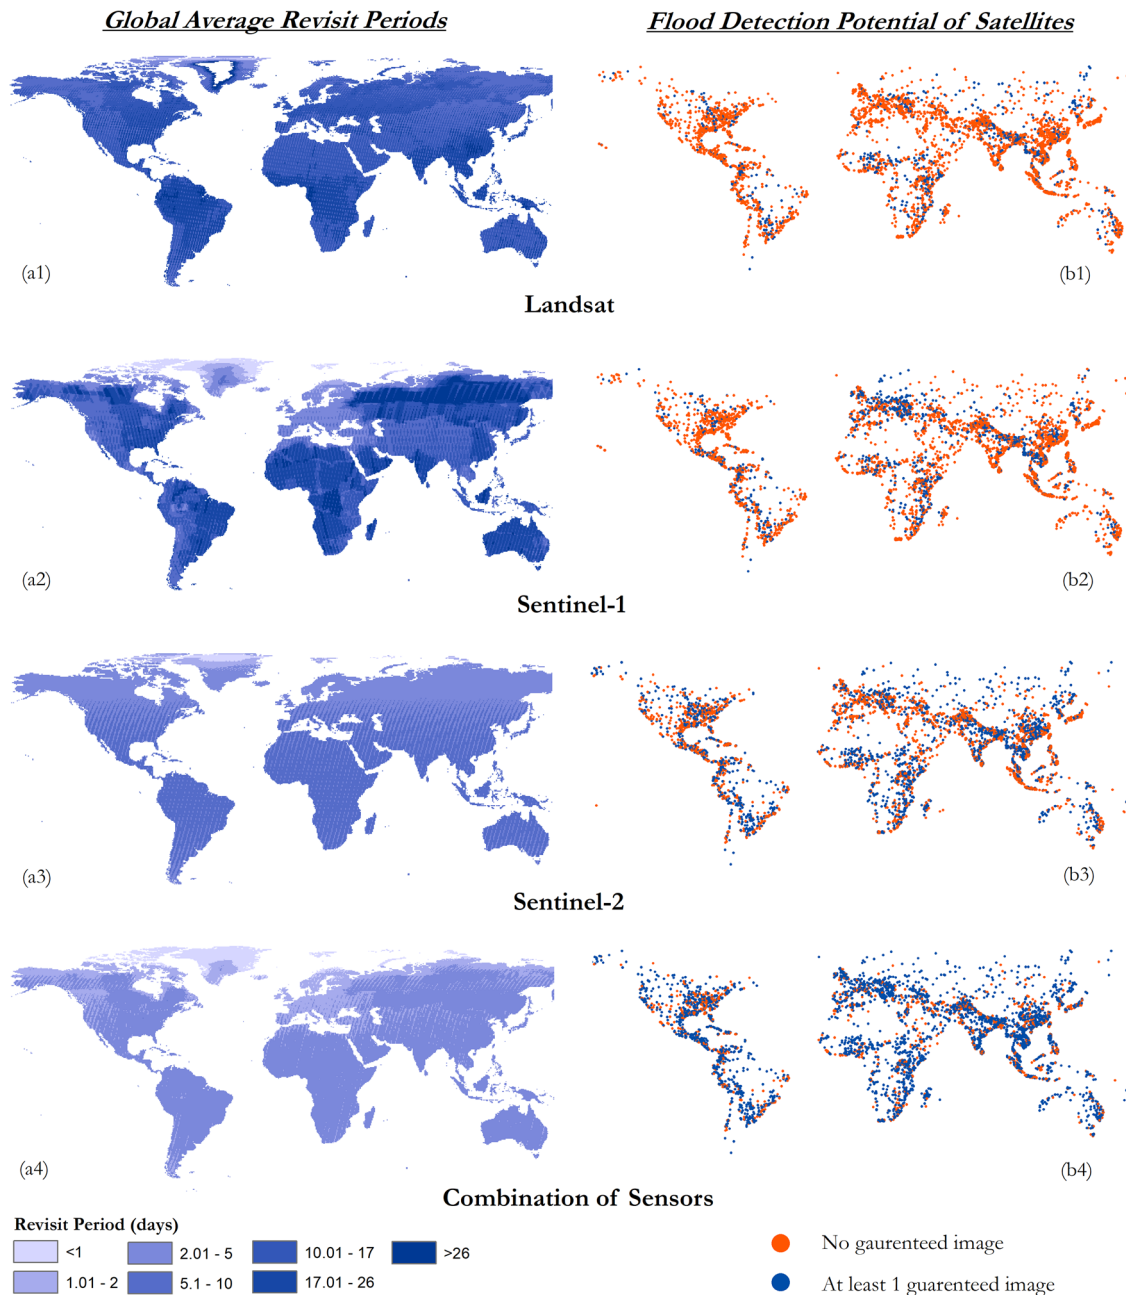 Global Average Revisit Periods
Flood Detection Potential of Satellites
(a1)
(b1)
Landsat
(a2)
(b2)
Sentinel-1
(a3)
(b3)
Sentinel-2
(a4)
(b4)
Combination of Sensors
Revisit Period (days)
<1
2.01 - 5
10.01 - 17
>26
1.01 - 2
5.1 - 10
17.01 - 26
No gaurenteed image
At least 1 guarenteed image